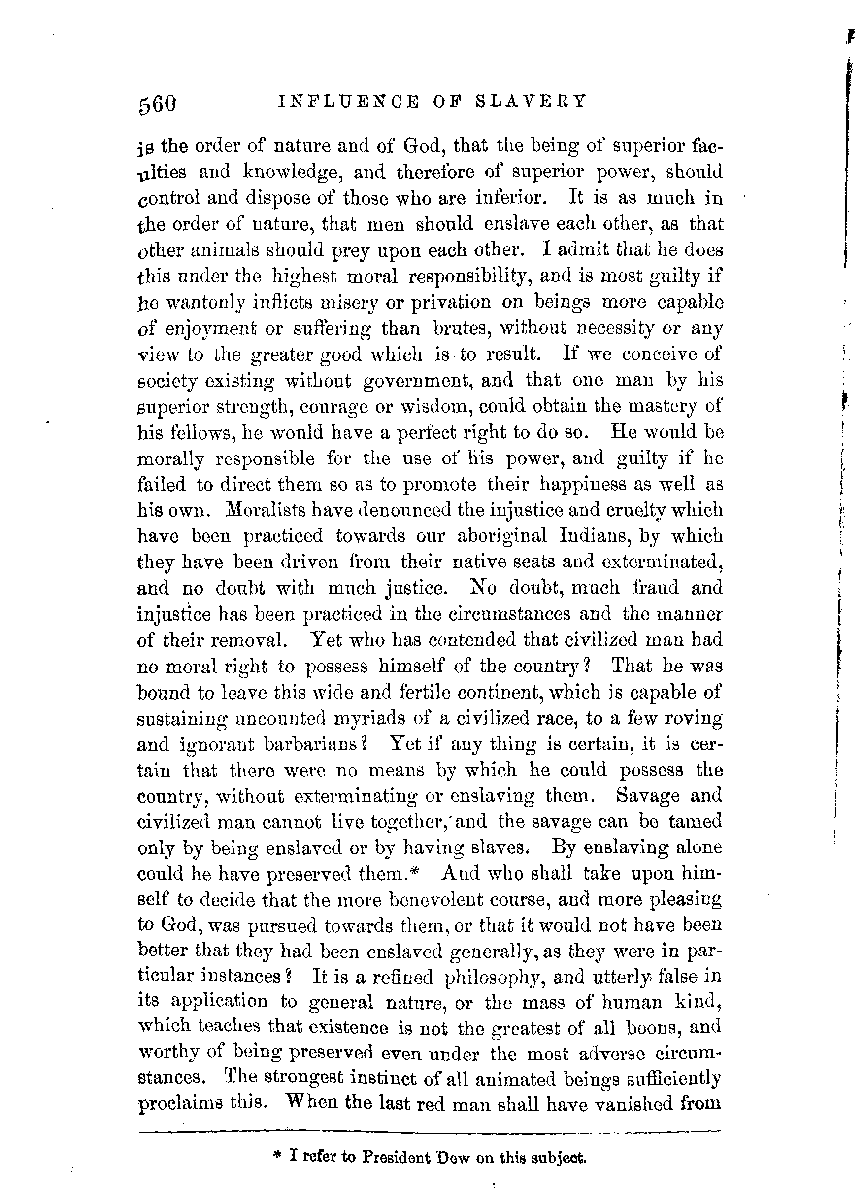 560 INFLUENCE OF SLAVERY
is the order of nature and of God, that the being of superior fac-
ulties and knowledge, and therefore of superior power, should
control and dispose of those who are inferior. It is as much in
the order of nature, that men should enslave each other, as that
other animals should prey upon each other. I admit that he does
this under the highest moral responsibility, and is most guilty if
he wantonly inflicts misery or privation on beings more capable
of enjoyment or suffering than brutes, without necessity or any
view to the greater good which is to result. If we conceive of
society existing without government, and that one man by his
superior strength, courage or wisdom, could obtain the mastery of
his fellows, he would have a perfect right to do so. He would be
morally responsible for the use of his power, and guilty if he
failed to direct them so as to promote their happiness as well as
his own. Moralists have denounced the injustice and cruelty which
have been practiced towards our aboriginal Indians, by which
they have been driven from their native seats and exterminated,
and no doubt with much justice. No doubt, much fraud and
injustice has been practiced in the circumstances and the manner
of their removal. Yet who has contended that civilized man had
no moral right to possess himself of the country? That he was
bound to leave this wide and fertile continent, which is capable of
sustaining uncounted myriads of a civilized race, to a few roving
and ignorant barbarians? Yet if any thing is certain, it is cer-
tain that there were no means by which he could possess the
country, without exterminating or enslaving them. Savage and
civilized man cannot live together, and the savage can be tamed
only by being enslaved or by having slaves. By enslaving alone
could he have preserved them.* And who shall take upon him-
self to decide that the more benevolent course, and more pleasing
to God, was pursued towards them, or that it would not have been
better that they had been enslaved generally, as they were in par-
ticular instances? It is a refined philosophy, and utterly false in
its application to general nature, or the mass of human kind,
which teaches that existence is not the greatest of all boons, and
worthy of being preserved even under the most adverse circum-
stances. The strongest instinct of all animated beings sufficiently
proclaims this. When the last red man shall have vanished from
* I refer to President Dew on this subject.